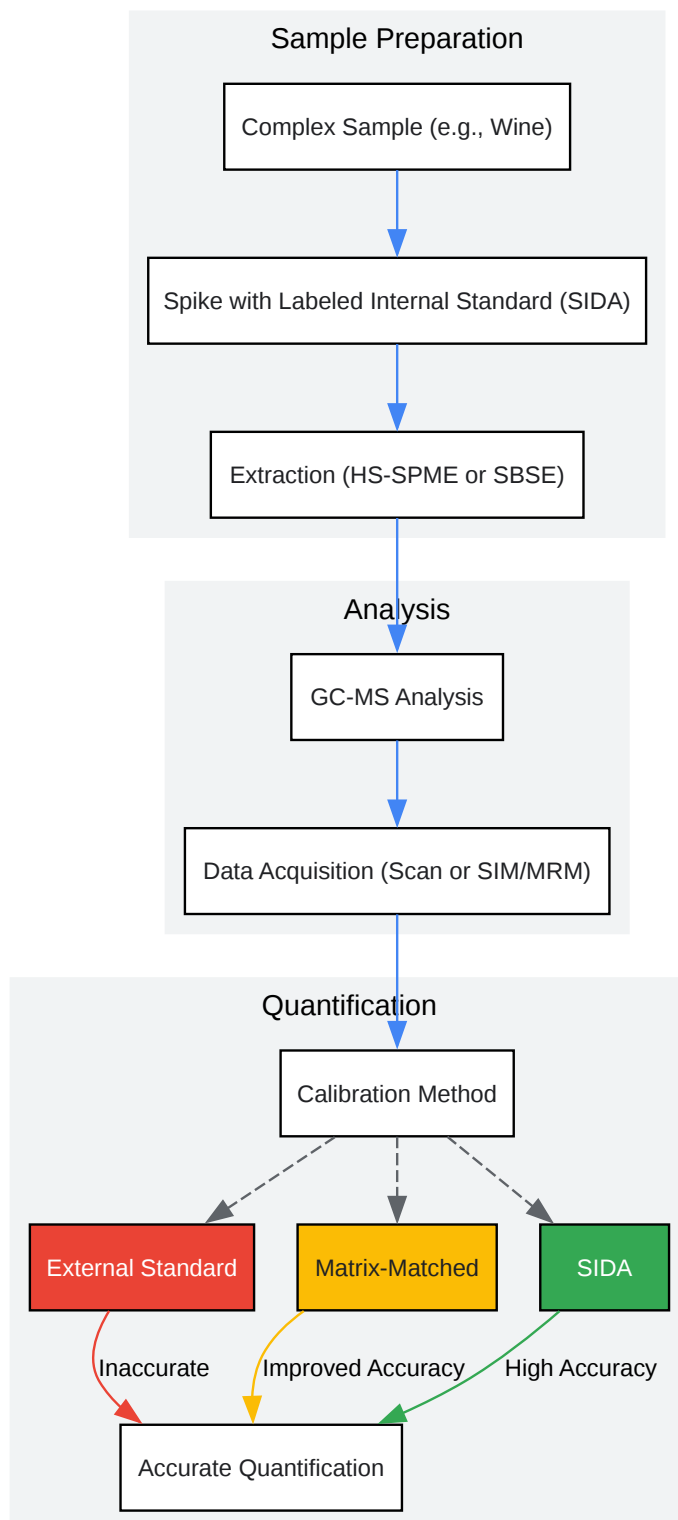 Sample Preparation
Complex Sample (e.g., Wine)
Spike with Labeled Internal Standard (SIDA)
Extraction (HS-SPME or SBSE)
Analysis
GC-MS Analysis
Data Acquisition (Scan or SIM/MRM)
Quantification
Calibration Method
External Standard
Matrix-Matched
SIDA
Inaccurate
Improved Accuracy
High Accuracy
Accurate Quantification